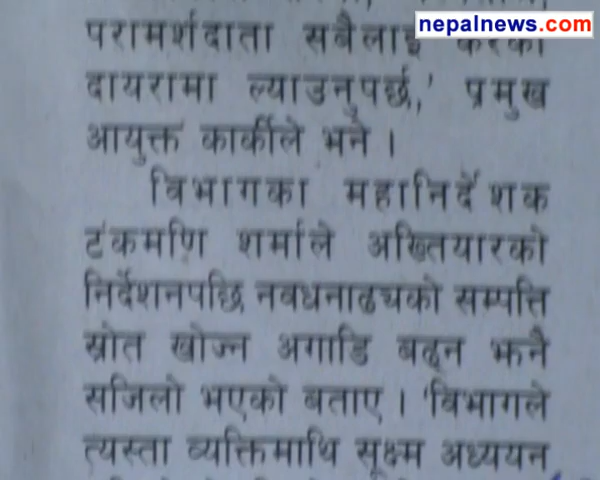 nepalnews.com
परामर्शदाता सबैलाई करको
दायरामा ल्याउनुपर्छ,’ प्रमुख
आयुक्त कार्कीले भने ।
विभागका महानिर्देशक
टंकमणि शर्माले अख्तियारको
निर्देशनपछि नवधनाढ्यको सम्पत्ति
स्रोत खोज्न अगाडि बढ्न झनै
सजिलो भएको बताए । ‘विभागले
त्यस्ता व्यक्तिमाथि सूक्ष्म अध्ययन